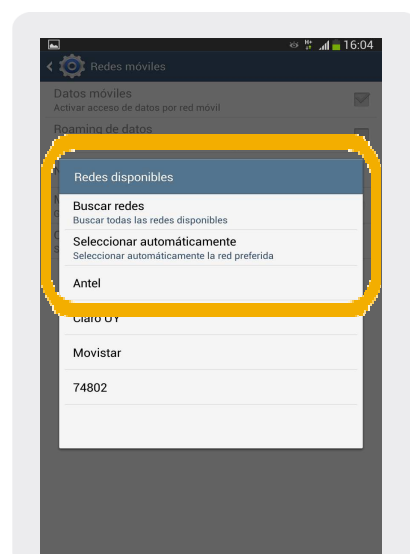 16:04
Redes móviles
Datos móviles
Activar acceso de datos por red móvil
Roaming de datos
Redes disponibles
Buscar redes
Buscar todas las redes disponibles
Seleccionar automáticamente
Seleccionar automáticamente la red preferida
Antel
Claro UY
Movistar
74802